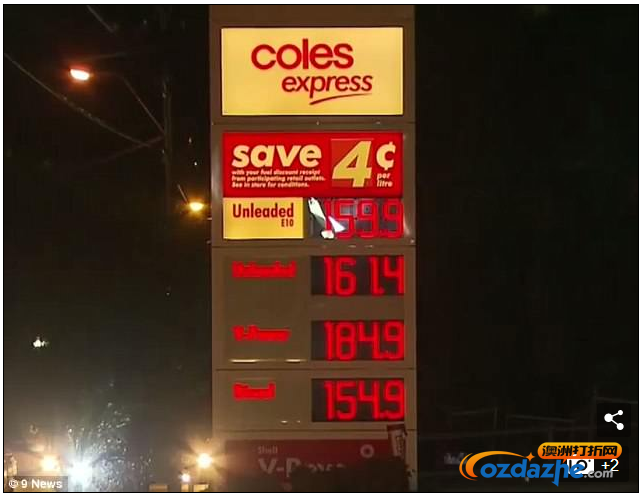 coles
express
save 4¢
per
litre
with your fuel discount receipt
from participating retail outlets.
See in store for conditions.
Unleaded
E10
159.9
Unleaded 161.4
V-Power 184.9
Diesel 154.9
Shell
V-Power
澳洲打折网
ozdazhe.com
+2
© 9 News